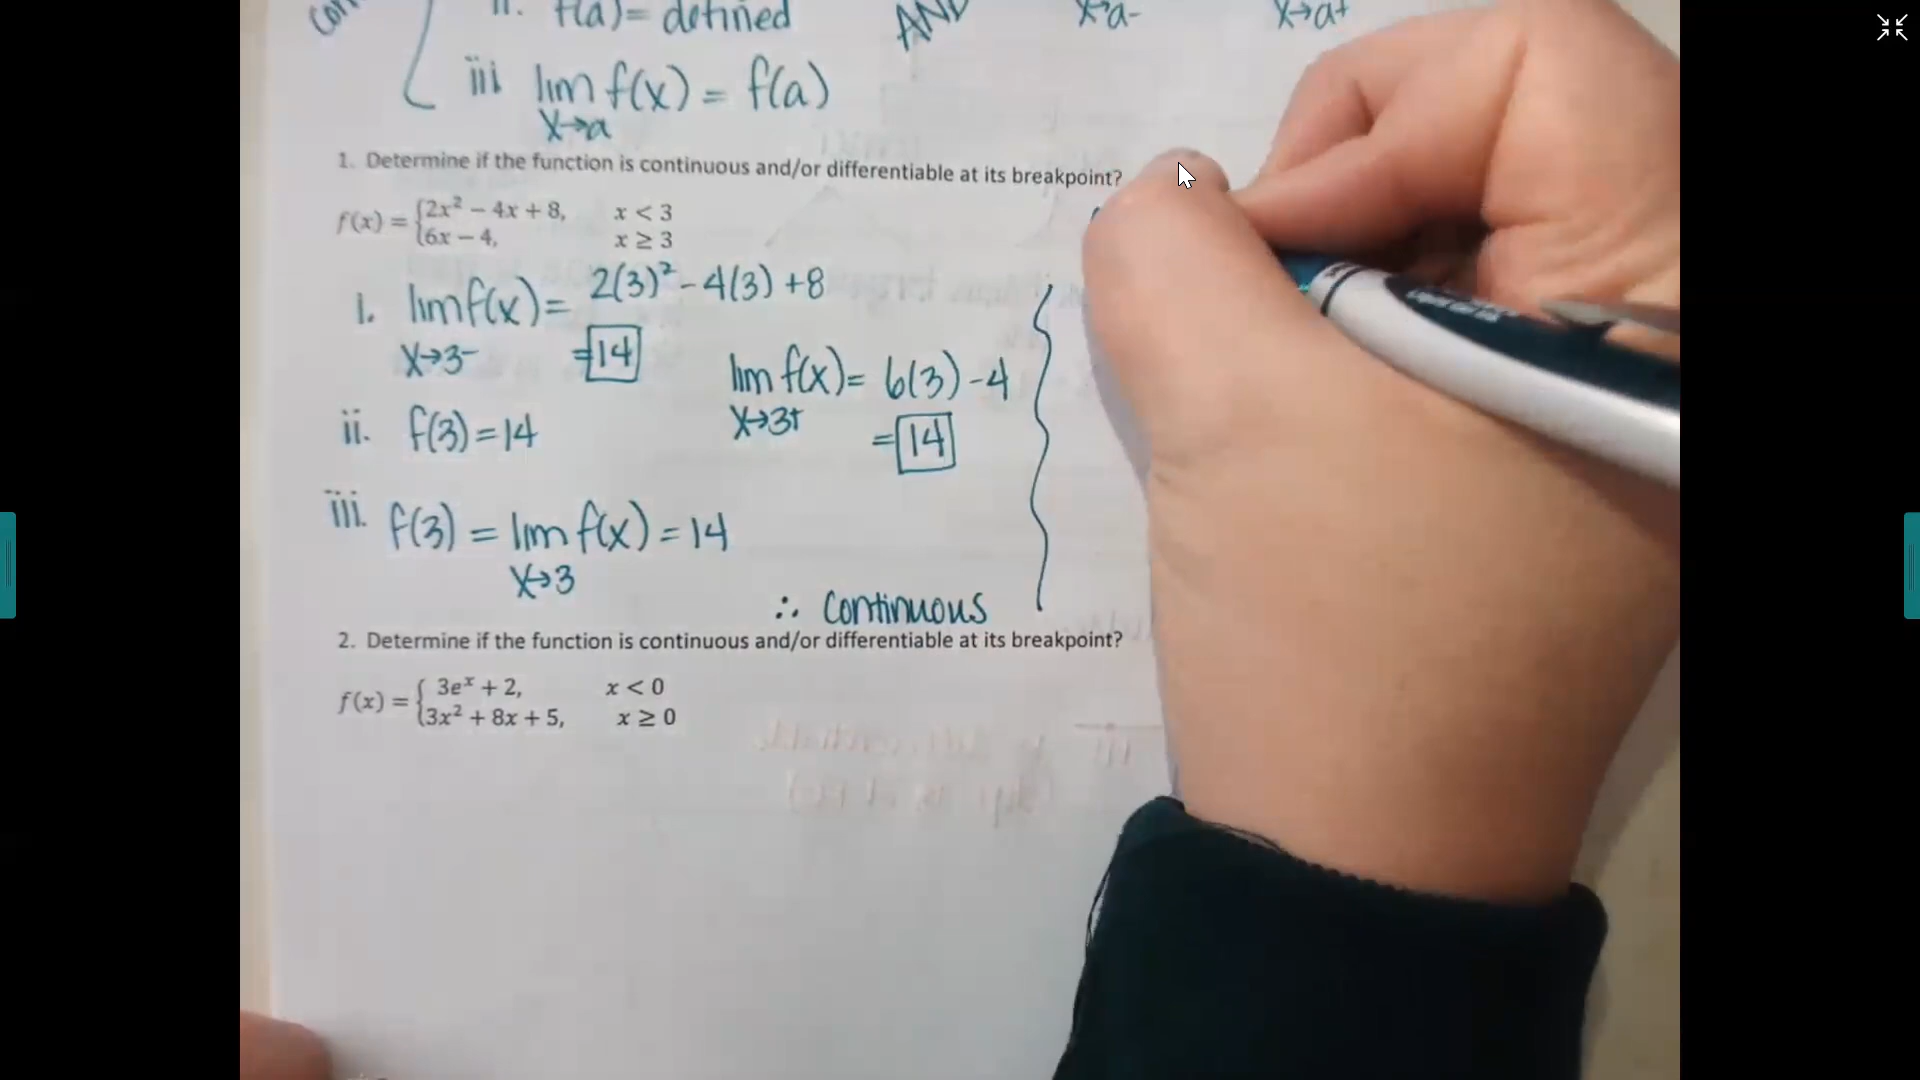 ii. f(a) = defined
AND
x→a-
x→a+
iii lim f(x) = f(a)
x→a
1. Determine if the function is continuous and/or differentiable at its breakpoint?
f(x) = {2x² − 4x + 8, x < 3
6x − 4, x ≥ 3
i. lim f(x) = 2(3)² - 4(3) + 8
x→3⁻ = 14
lim f(x) = 6(3) - 4
x→3⁺
= 14
ii. f(3) = 14
iii. f(3) = lim f(x) = 14
x→3
∴ Continuous
2. Determine if the function is continuous and/or differentiable at its breakpoint?
f(x) = { 3eˣ + 2, x < 0
3x² + 8x + 5, x ≥ 0